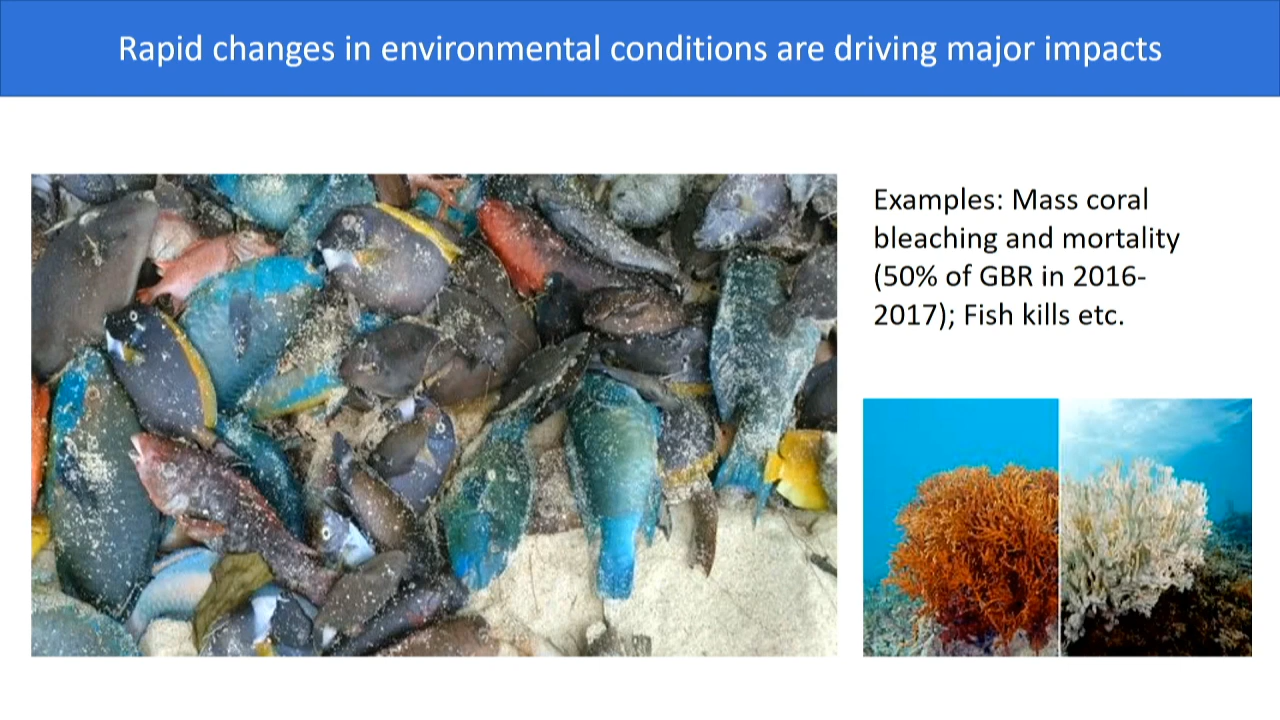 Rapid changes in environmental conditions are driving major impacts
Examples: Mass coral
bleaching and mortality
(50% of GBR in 2016-
2017); Fish kills etc.